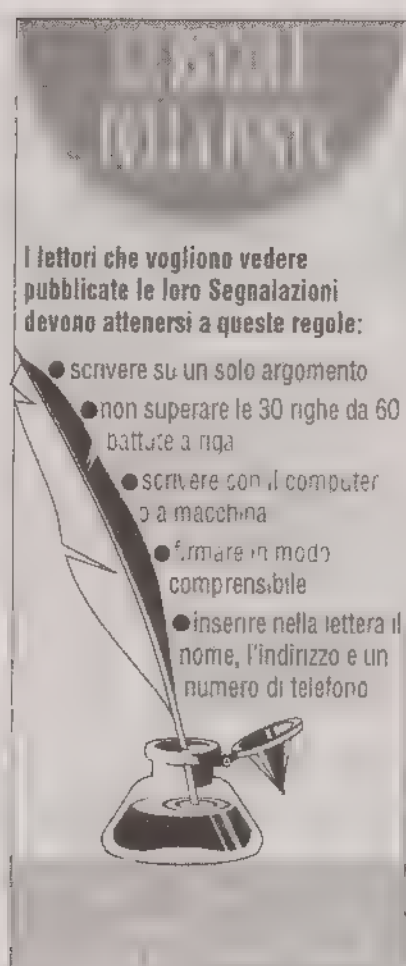 I lettori che vogliono vedere
pubblicate le loro Segnalazioni
devono attenersi a queste regole:
● scrivere su un solo argomento
● non superare le 30 righe da 60
battute a riga
● scrivere con il computer
o a macchina
● firmare in modo
comprensibile
● inserire nella lettera il
nome, l'indirizzo e un
numero di telefono